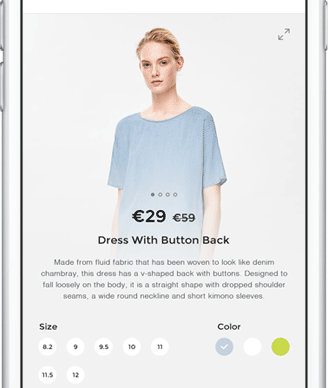 €29 €59
Dress With Button Back
Made from fluid fabric that has been woven to look like denim
chambray, this dress has a v-shaped back with buttons. Designed to
fall loosely on the body, it is a straight shape with dropped shoulder
seams, a wide round neckline and short kimono sleeves.
Size Color
8.2 9 9.5 10 11
11.5 12